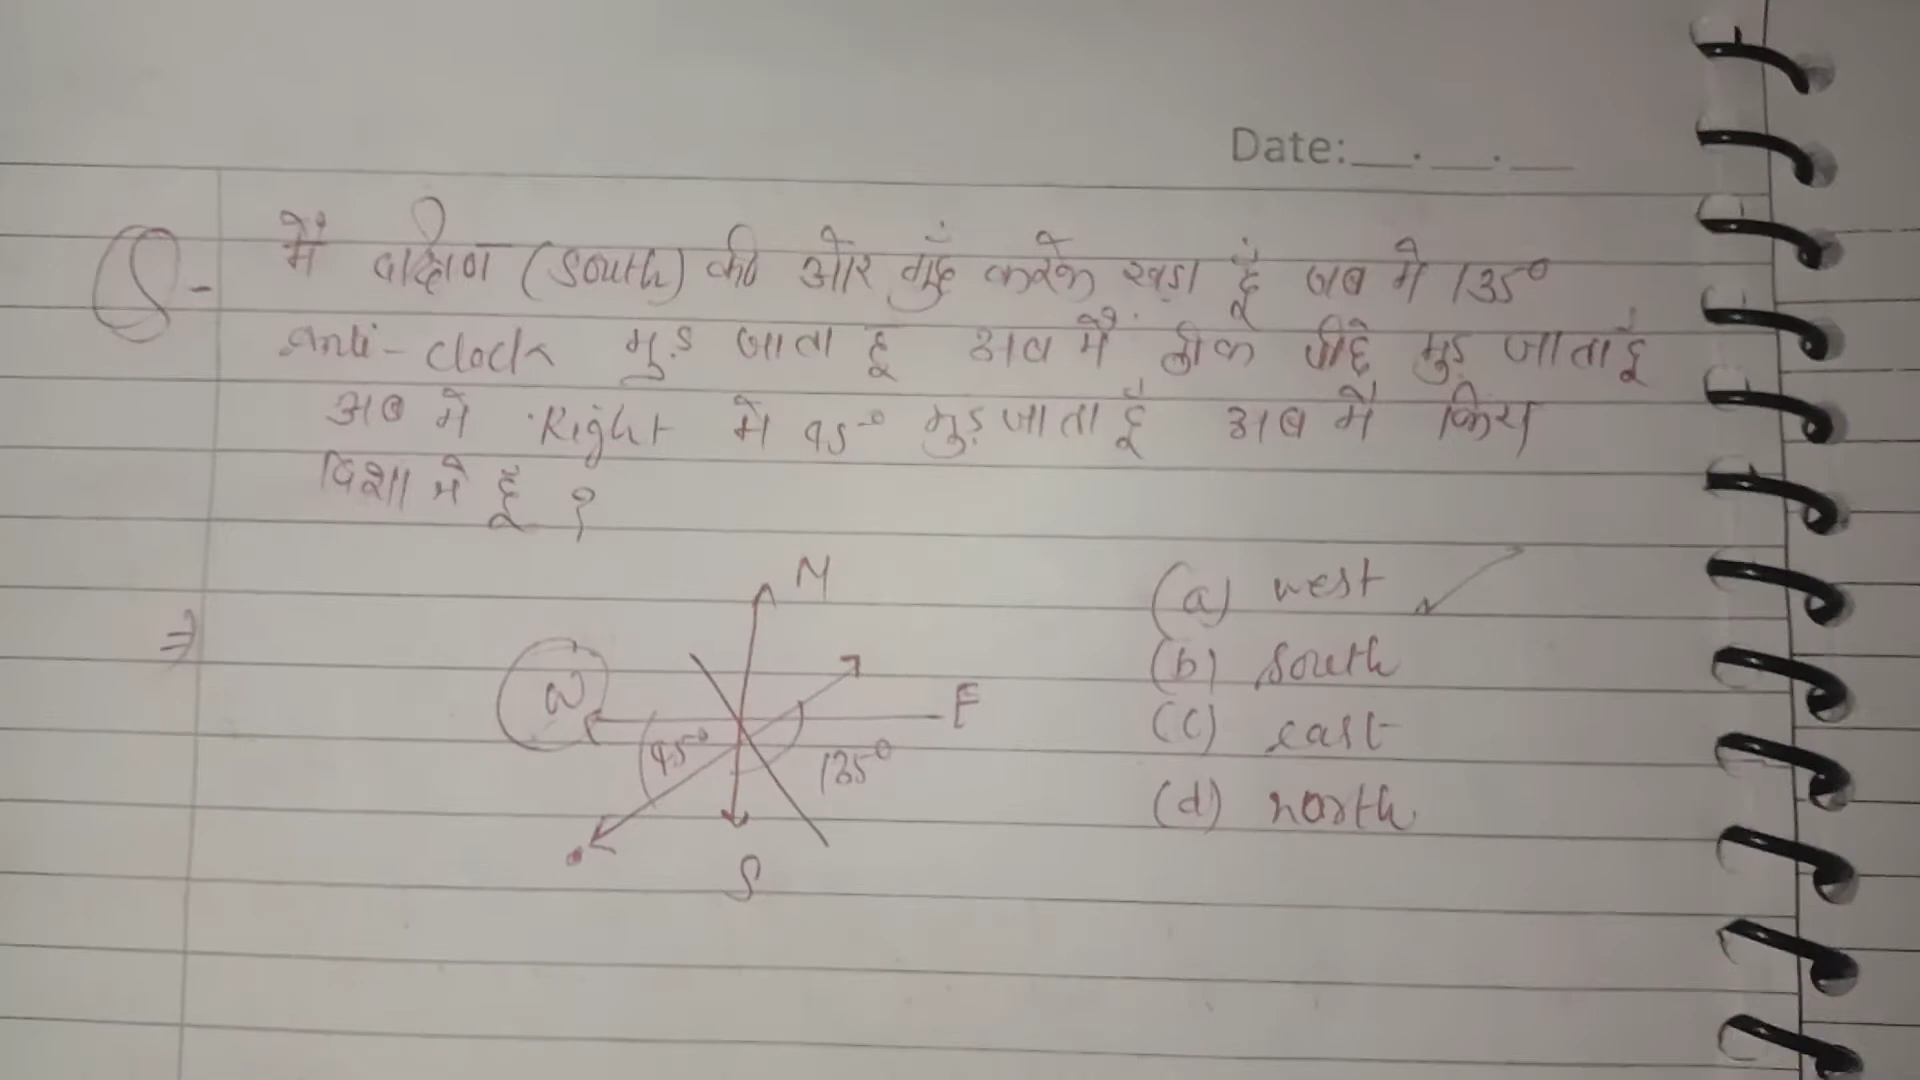 Date:__.__.__
Q- में दक्षिण (South) की ओर मुँह करके खड़ा हूँ जब मे 135°
Anti-clock मुड़ जाता हू अब मैं ठीक पीछे मुड़ जाता हूँ
अब मे Right मे 45° मुड़ जाता हूँ अब मै किस
दिशा मे हूँ ?
⇒
N
W
E
45°
135°
S
(a) west ✓
(b) south
(c) east
(d) north